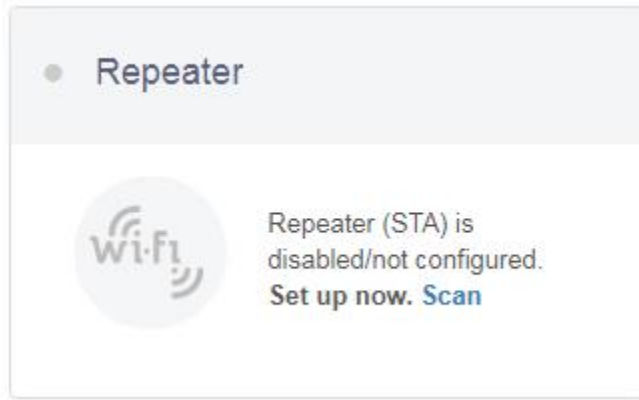 Repeater
Wi-Fi
Repeater (STA) is
disabled/not configured.
Set up now. Scan